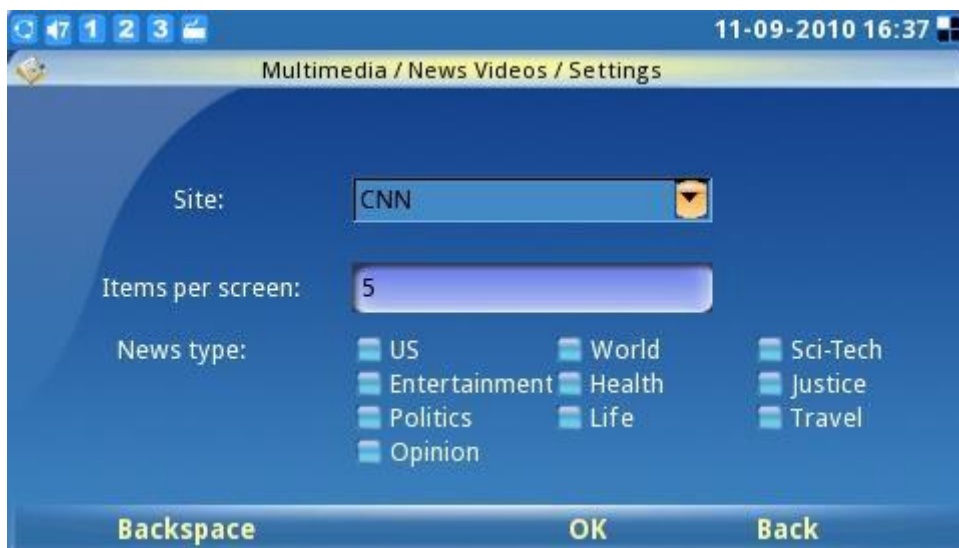 7 1 2 3 11-09-2010 16:37
Multimedia / News Videos / Settings
Site: CNN
Items per screen: 5
News type: US World Sci-Tech
Entertainment Health Justice
Politics Life Travel
Opinion
Backspace OK Back